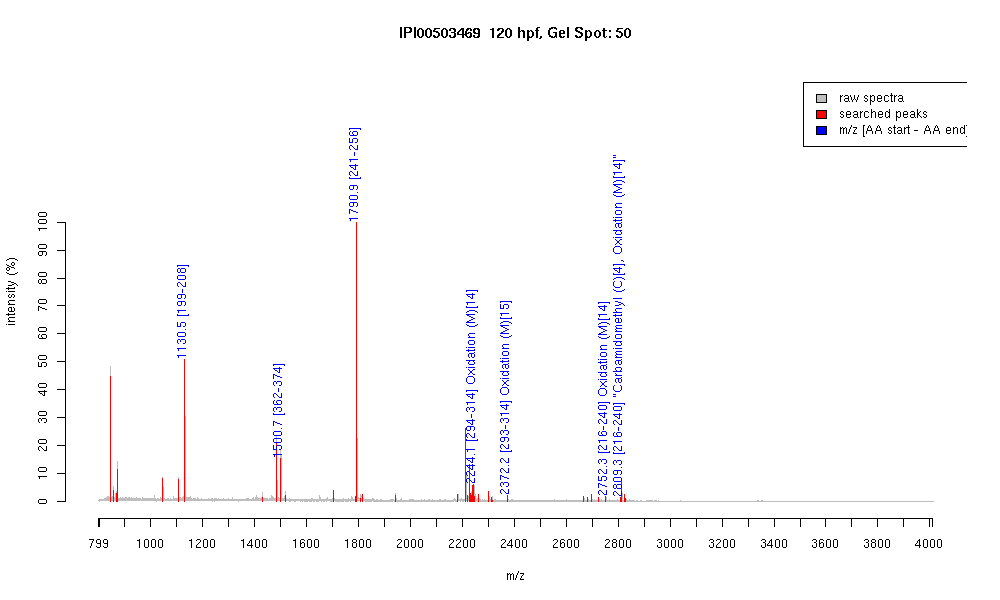 IPI00503469  120 hpf, Gel Spot: 50
raw spectra
searched peaks
m/z [AA start - AA end]
1790.9 [241-256]
2809.3 [216-240] "Carbamidomethyl (C)[4], Oxidation (M)[14]"
1130.5 [199-208]
2244.1 [294-314] Oxidation (M)[14]
2372.2 [293-314] Oxidation (M)[15]
2752.3 [216-240] Oxidation (M)[14]
1500.7 [362-374]
intensity (%)
100
90
80
70
60
50
40
30
20
10
0
799 1000 1200 1400 1600 1800 2000 2200 2400 2600 2800 3000 3200 3400 3600 3800 4000
m/z